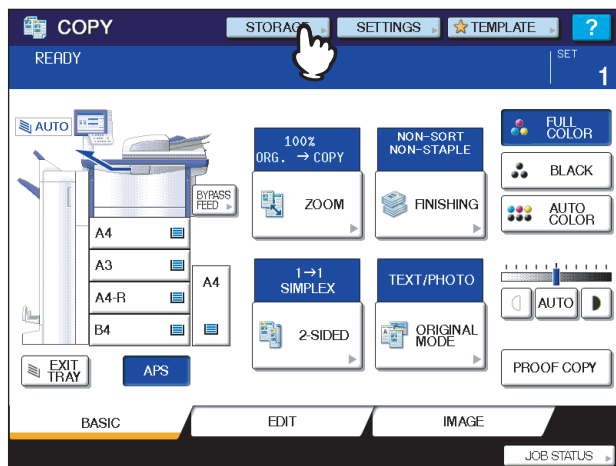 COPY
STORAGE
SETTINGS
TEMPLATE
?
READY
SET
1
AUTO
100%
ORG. → COPY
ZOOM
NON-SORT
NON-STAPLE
FINISHING
FULL
COLOR
BLACK
AUTO
COLOR
BYPASS
FEED
A4
A3
A4-R
B4
A4
1→1
SIMPLEX
2-SIDED
TEXT/PHOTO
ORIGINAL
MODE
AUTO
EXIT
TRAY
APS
PROOF COPY
BASIC
EDIT
IMAGE
JOB STATUS